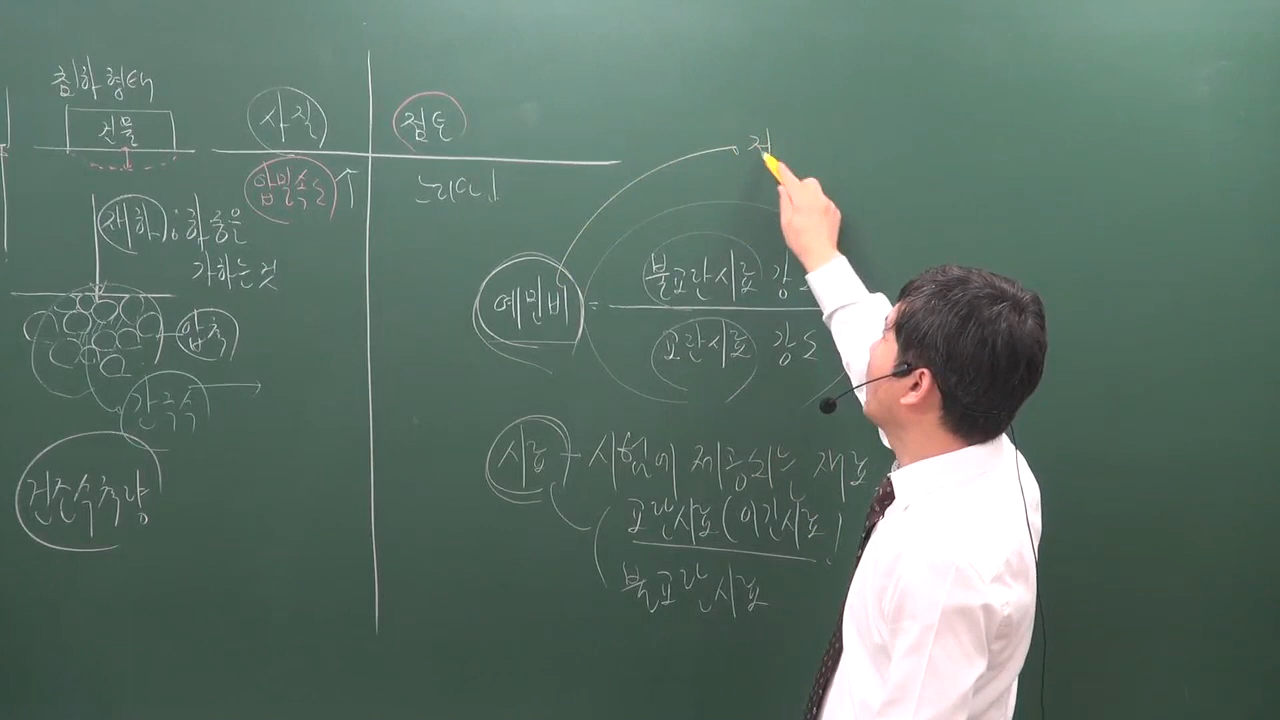 침하형태
건물
사질
점토
압밀속도 ↑
느리다.
재하 ; 하중을
가하는 것
압축
간극수
건조수축량
예민비 =
불교란시료 강도
교란시료 강도
시료 - 시험에 제공되는 재료
교란시료 (이긴시료)
불교란시료